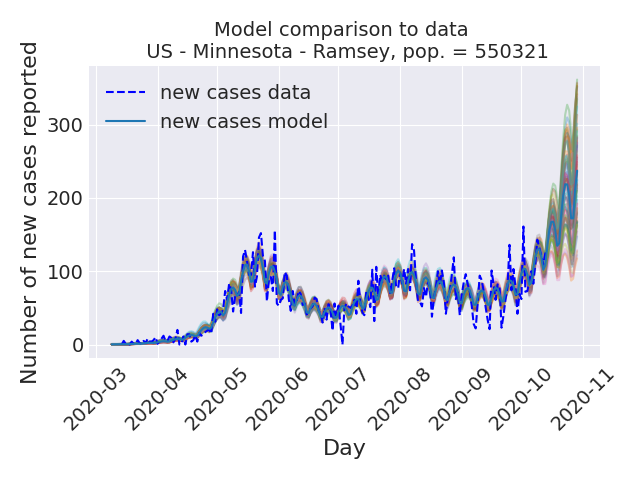 Model comparison to data
US - Minnesota - Ramsey, pop. = 550321
Number of new cases reported
300
200
100
0
new cases data
new cases model
2020-03
2020-04
2020-05
2020-06
2020-07
2020-08
2020-09
2020-10
2020-11
Day